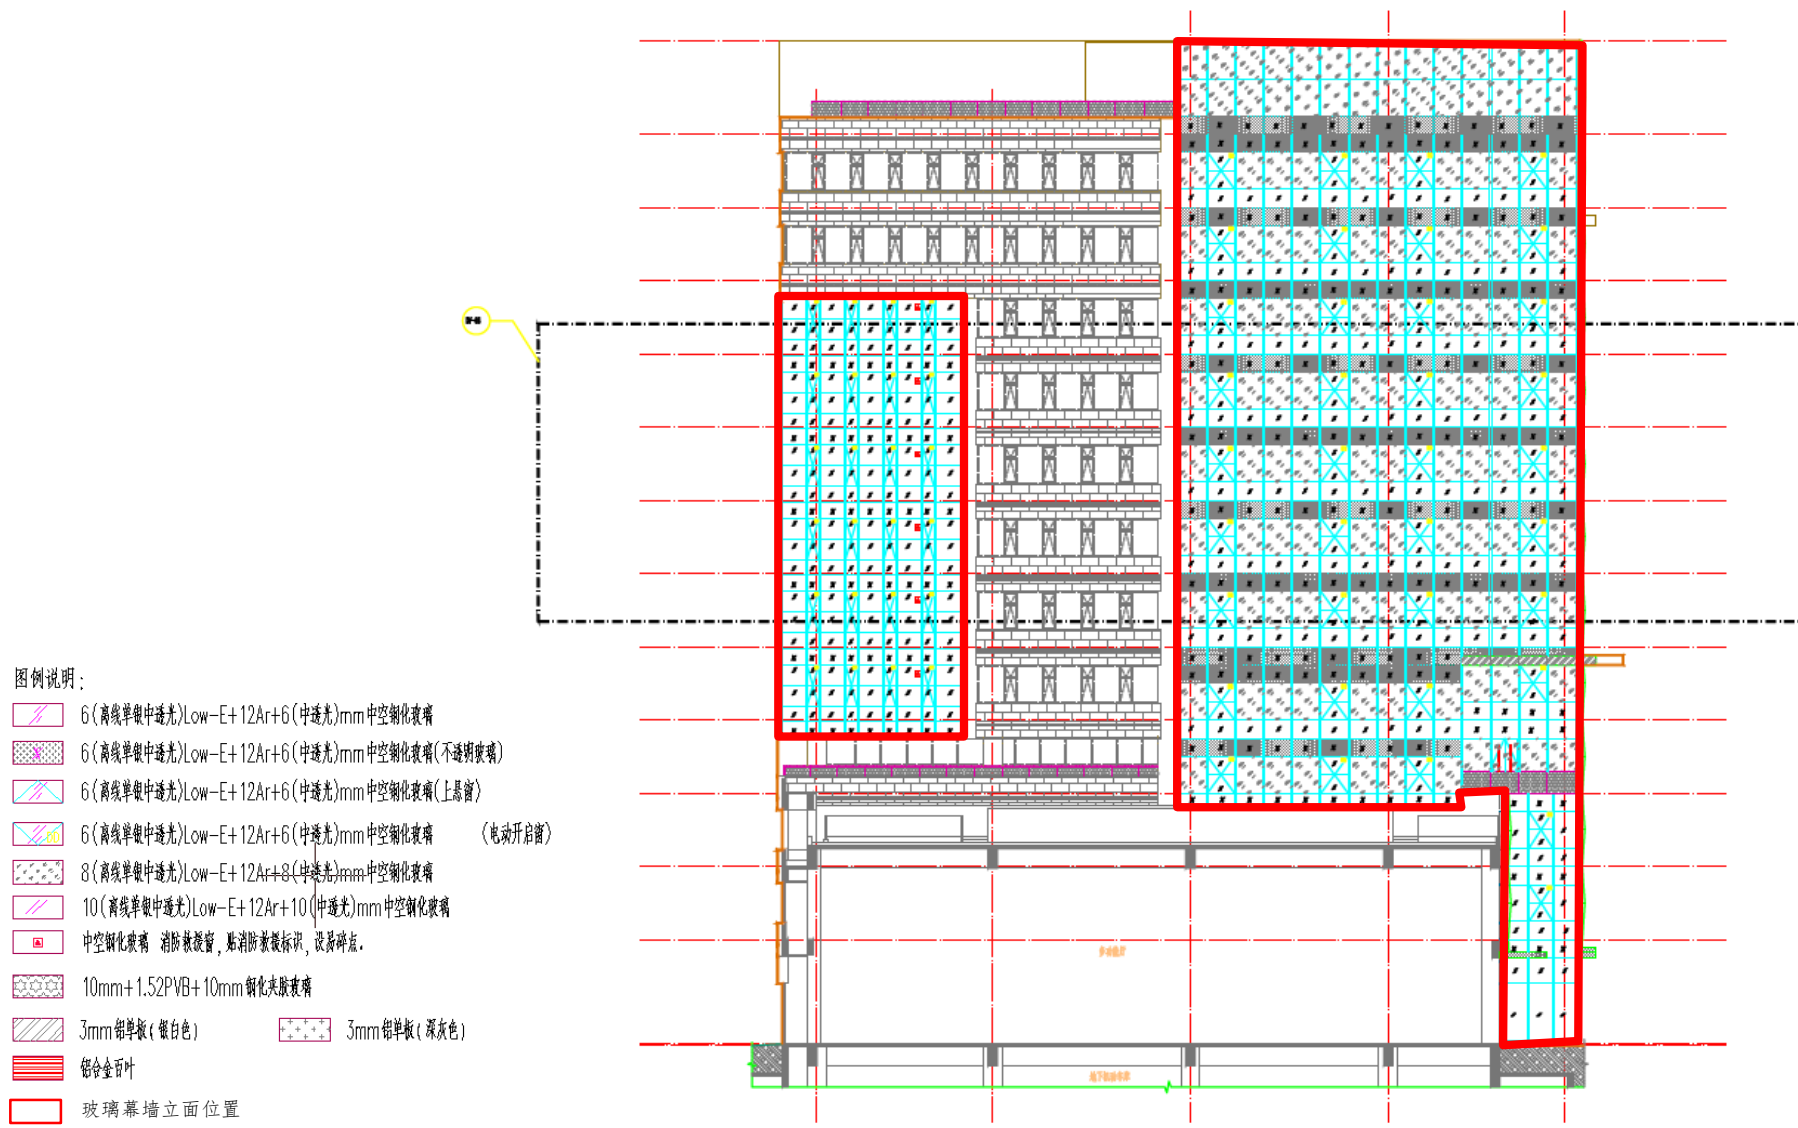 图例说明：
6(离线单银中透光)Low-E+12Ar+6(中透光)mm中空钢化玻璃
6(离线单银中透光)Low-E+12Ar+6(中透光)mm中空钢化玻璃(不透明玻璃)
6(离线单银中透光)Low-E+12Ar+6(中透光)mm中空钢化玻璃(上悬窗)
6(离线单银中透光)Low-E+12Ar+6(中透光)mm中空钢化玻璃 (电动开启窗)
8(离线单银中透光)Low-E+12Ar+8(中透光)mm中空钢化玻璃
10(离线单银中透光)Low-E+12Ar+10(中透光)mm中空钢化玻璃
中空钢化玻璃 消防救援窗,贴消防救援标识,设易碎点.
10mm+1.52PVB+10mm钢化夹胶玻璃
3mm铝单板(银白色) 3mm铝单板(深灰色)
铝合金百叶
玻璃幕墙立面位置